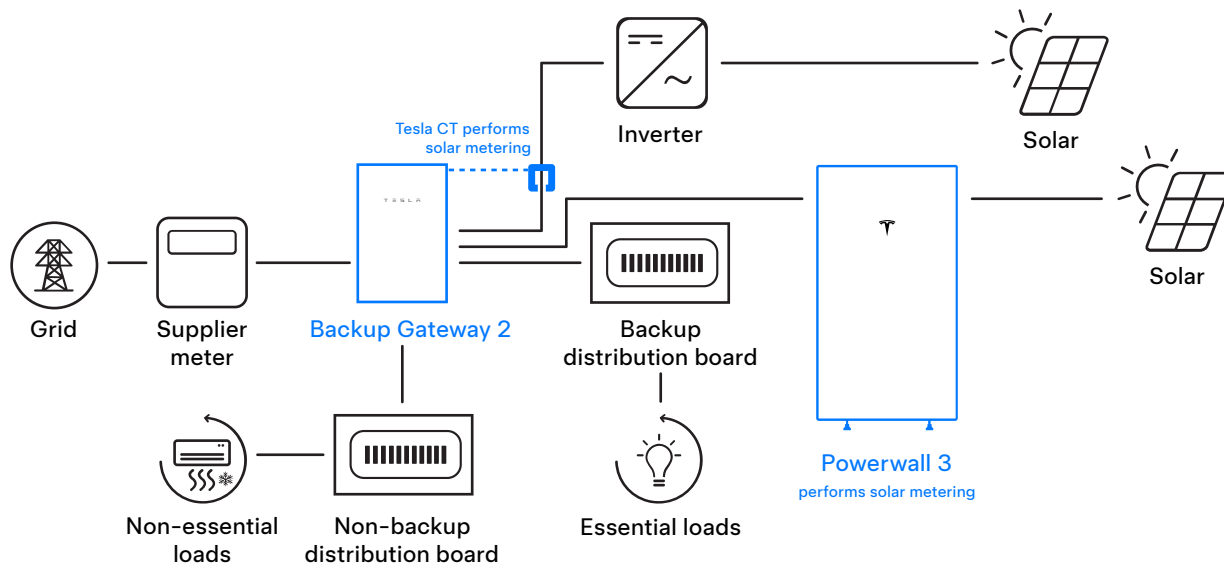 Tesla CT performs
solar metering
Inverter
Solar
TESLA
Solar
Grid
Supplier
meter
Backup Gateway 2
Backup
distribution board
Powerwall 3
performs solar metering
Non-essential
loads
Non-backup
distribution board
Essential loads